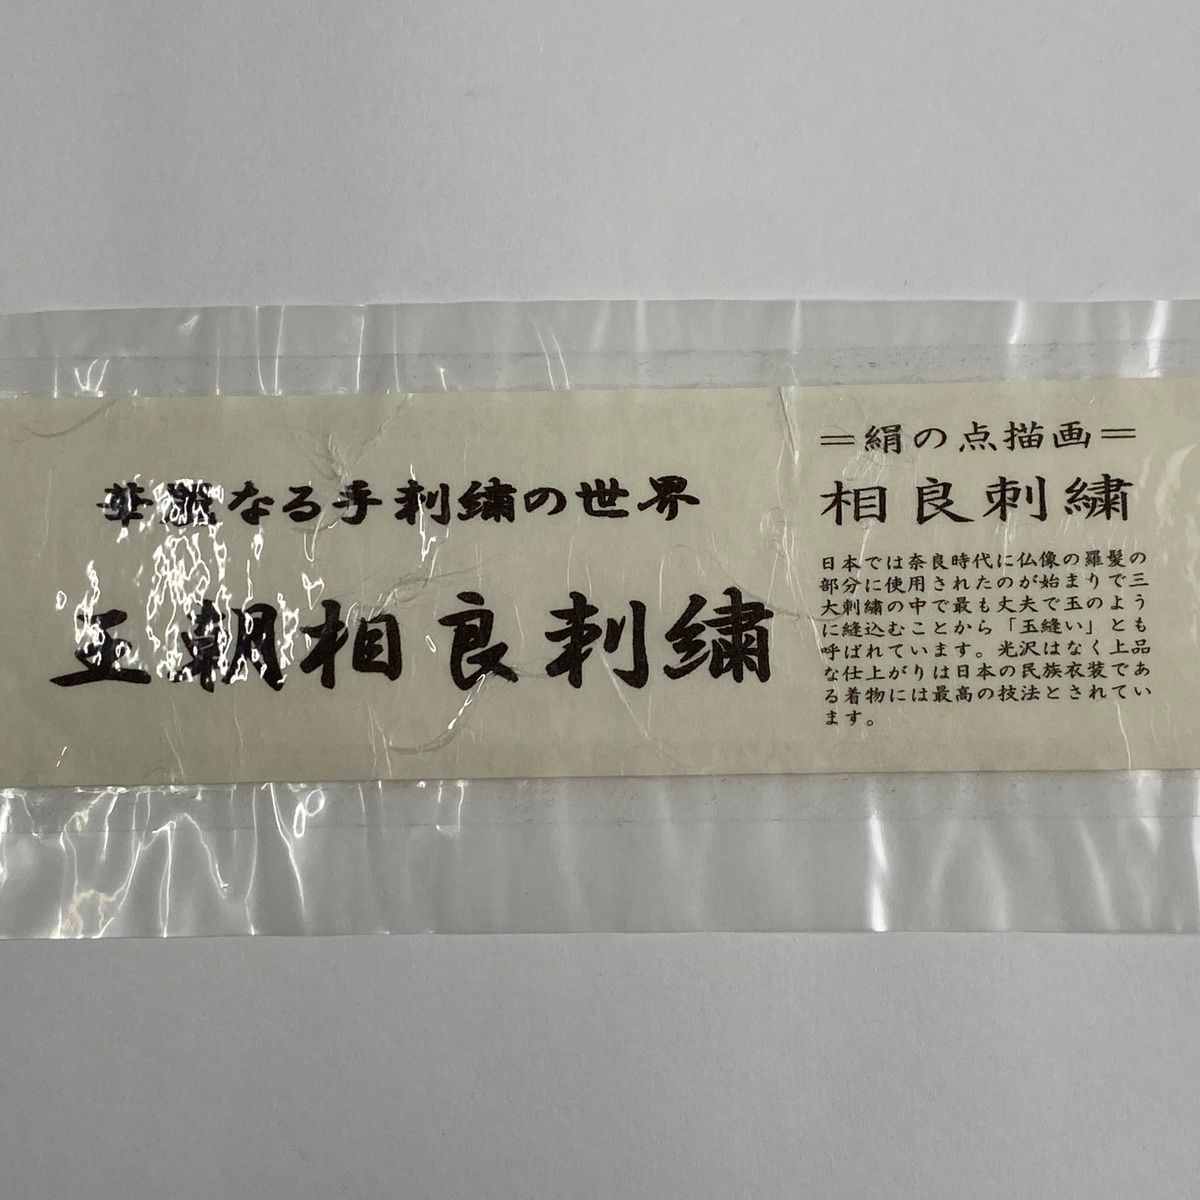 華麗なる手刺繍の世界
王朝相良刺繍
=絹の点描画=
相良刺繍
日本では奈良時代に仏像の羅髪の
部分に使用されたのが始まりで三
大刺繍の中で最も丈夫で玉のよう
に縫込むことから「玉縫い」とも
呼ばれています。光沢はなく上品
な仕上がりは日本の民族衣装であ
る着物には最高の技法とされてい
ます。